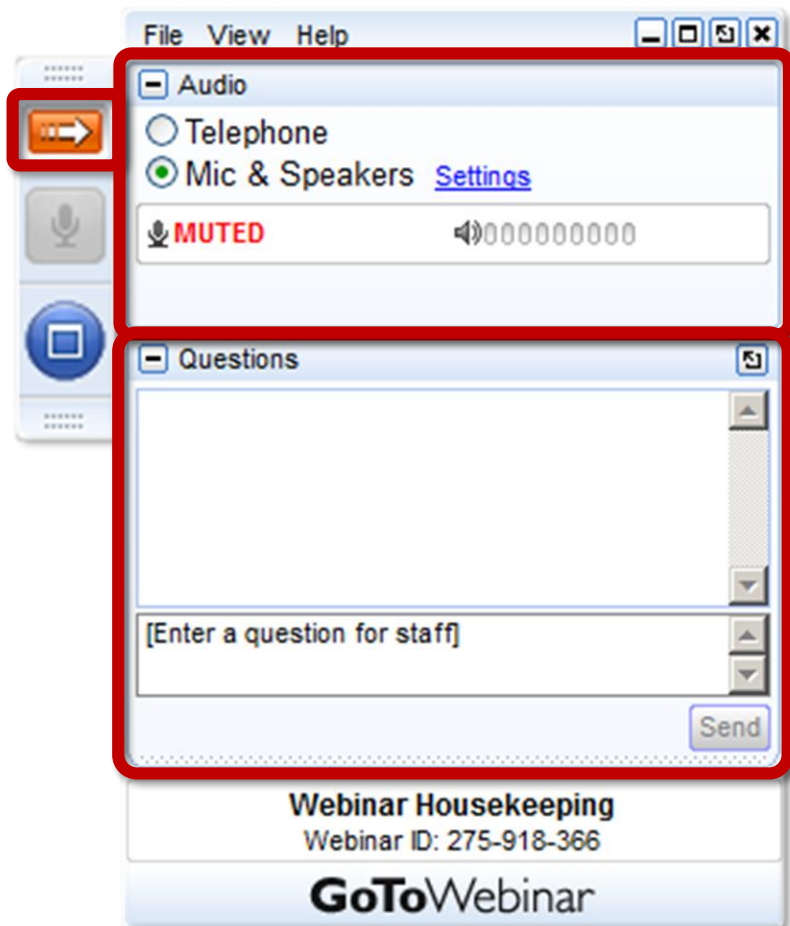 File View Help
Audio
Telephone
Mic & Speakers Settings
MUTED
Questions
[Enter a question for staff]
Send
Webinar Housekeeping
Webinar ID: 275-918-366
GoToWebinar